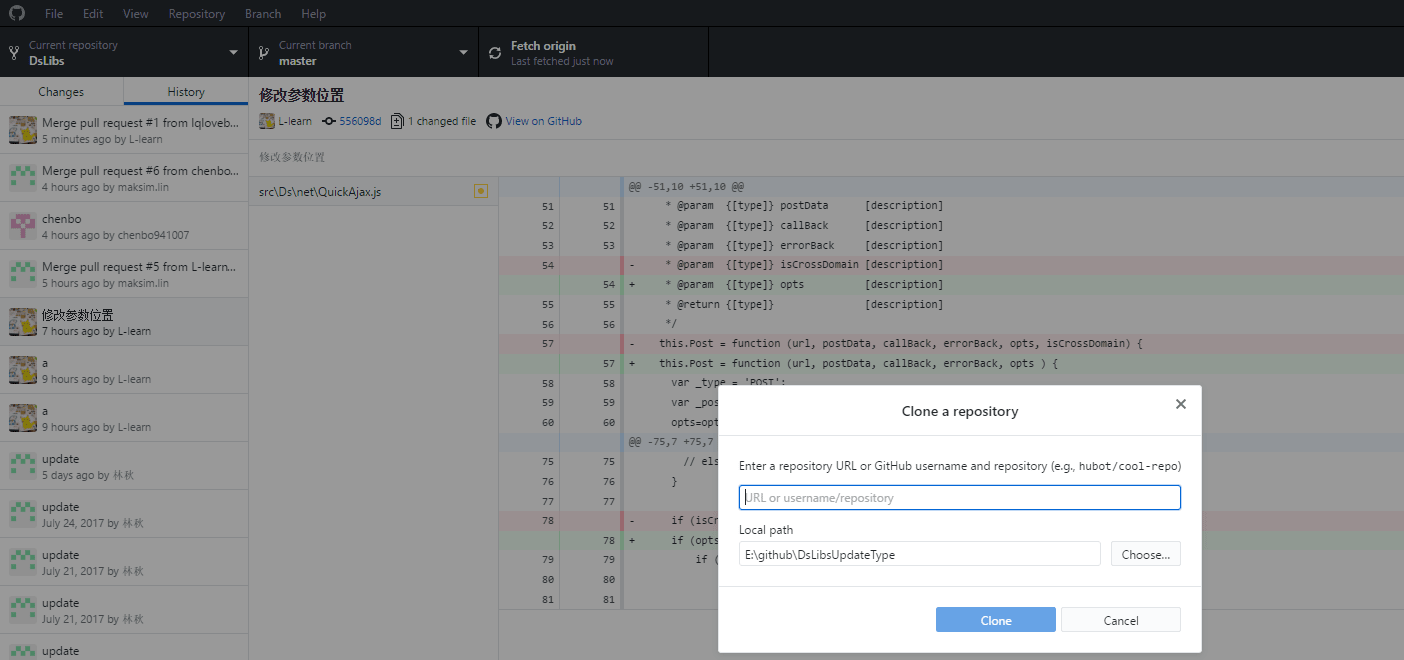 File Edit View Repository Branch Help
Current repository
DsLibs
Current branch
master
Fetch origin
Last fetched just now
Changes History
Merge pull request #1 from lqloveb...
5 minutes ago by L-learn
Merge pull request #6 from chenbo...
4 hours ago by maksim.lin
chenbo
4 hours ago by chenbo941007
Merge pull request #5 from L-learn...
5 hours ago by maksim.lin
修改参数位置
7 hours ago by L-learn
a
9 hours ago by L-learn
a
9 hours ago by L-learn
update
5 days ago by 林秋
update
July 24, 2017 by 林秋
update
July 21, 2017 by 林秋
update
July 21, 2017 by 林秋
update
修改参数位置
L-learn 556098d 1 changed file View on GitHub
修改参数位置
src\Ds\net\QuickAjax.js
@@ -51,10 +51,10 @@
51 51 * @param {[type]} postData [description]
52 52 * @param {[type]} callBack [description]
53 53 * @param {[type]} errorBack [description]
54 - * @param {[type]} isCrossDomain [description]
54 + * @param {[type]} opts [description]
55 55 * @return {[type]} [description]
56 56 */
57 - this.Post = function (url, postData, callBack, errorBack, opts, isCrossDomain) {
57 + this.Post = function (url, postData, callBack, errorBack, opts ) {
58 58 var _type = 'POST';
59 59 var _pos
60 60 opts=opt
@@ -75,7 +75,7
75 75 // els
76 76 }
77 77
78 - if (isCr
78 + if (opts
79 79 if (
80 80
81 81
Clone a repository
Enter a repository URL or GitHub username and repository (e.g., hubot/cool-repo)
URL or username/repository
Local path
E:\github\DsLibsUpdateType
Choose...
Clone Cancel